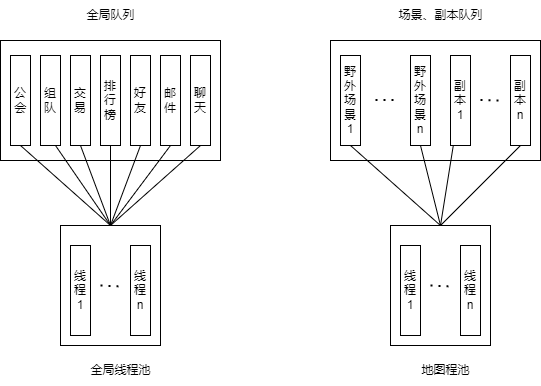 全局队列
场景、副本队列
公会
组队
交易
排行榜
好友
邮件
聊天
野外场景1
...
野外场景n
副本1
...
副本n
线程1
...
线程n
线程1
...
线程n
全局线程池
地图程池